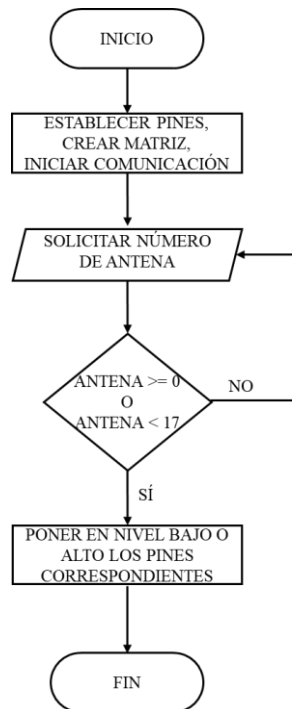 INICIO
ESTABLECER PINES,
CREAR MATRIZ,
INICIAR COMUNICACIÓN
SOLICITAR NÚMERO
DE ANTENA
ANTENA >= 0
O
ANTENA < 17
NO
SÍ
PONER EN NIVEL BAJO O
ALTO LOS PINES
CORRESPONDIENTES
FIN